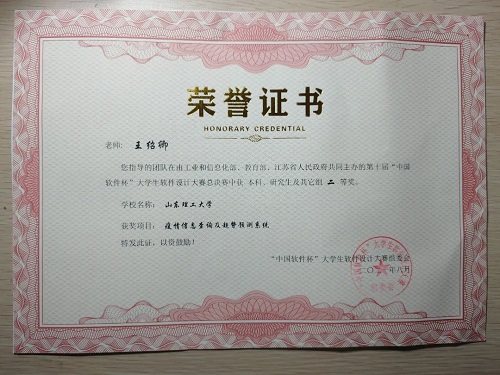 荣誉证书
HONORARY CREDENTIAL
老师：王绍卿
您指导的团队在由工业和信息化部、教育部、江苏省人民政府共同主办的第十届“中国
软件杯”大学生软件设计大赛总决赛中获 本科、研究生及其它组 二 等奖。
学校名称：山东理工大学
获奖项目：疫情信息查询及趋势预测系统
特发此证，以资鼓励！
“中国软件杯”大学生软件设计大赛组委会
二〇二 年八月